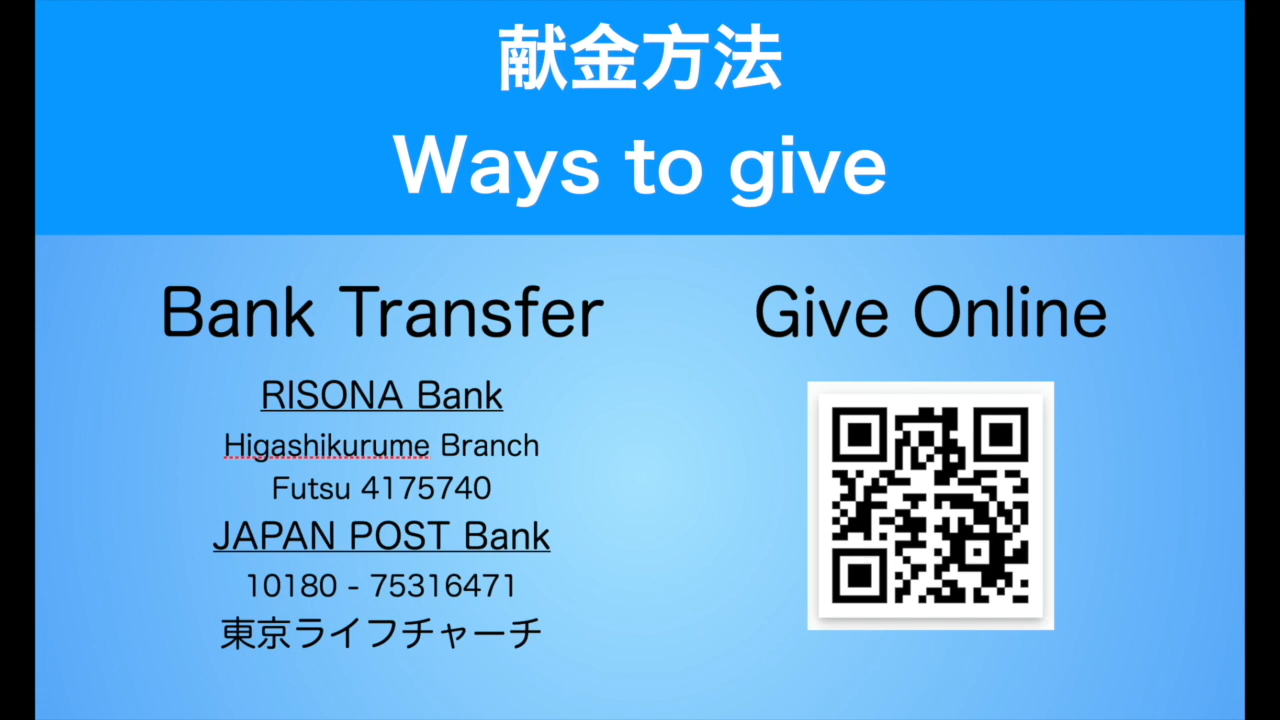 献金方法
Ways to give
Bank Transfer
RISONA Bank
Higashikurume Branch
Futsu 4175740
JAPAN POST Bank
10180 - 75316471
東京ライフチャーチ
Give Online